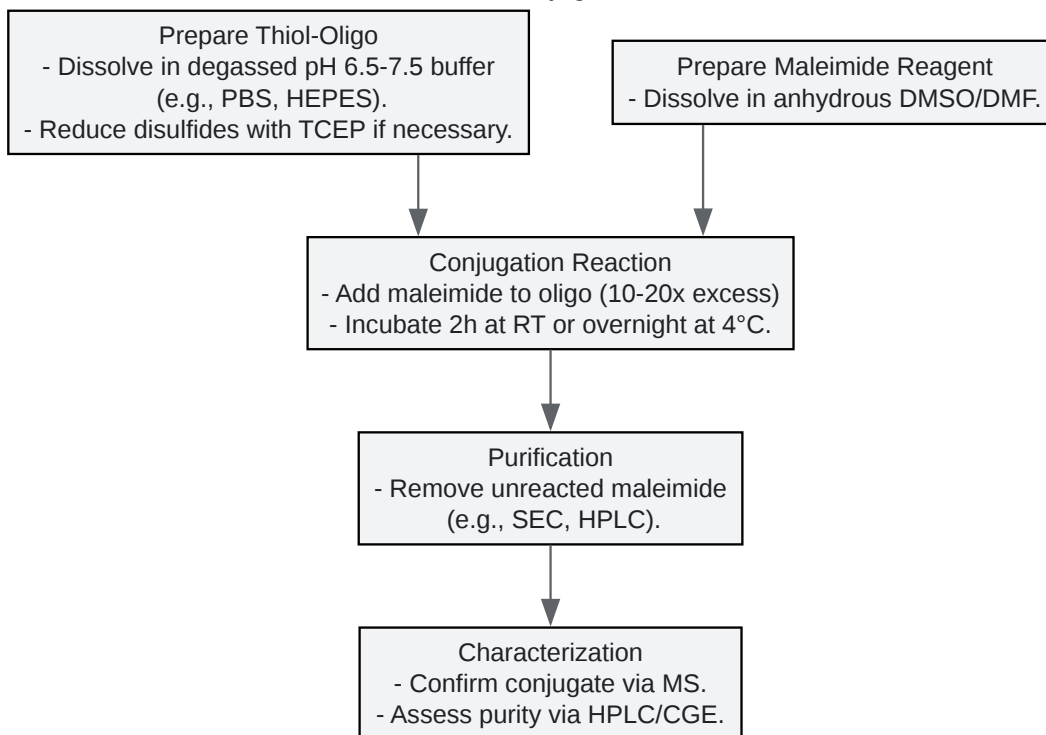 Prepare Thiol-Oligo
- Dissolve in degassed pH 6.5-7.5 buffer
(e.g., PBS, HEPES).
- Reduce disulfides with TCEP if necessary.
Prepare Maleimide Reagent
- Dissolve in anhydrous DMSO/DMF.
Conjugation Reaction
- Add maleimide to oligo (10-20x excess)
- Incubate 2h at RT or overnight at 4°C.
Purification
- Remove unreacted maleimide
(e.g., SEC, HPLC).
Characterization
- Confirm conjugate via MS.
- Assess purity via HPLC/CGE.